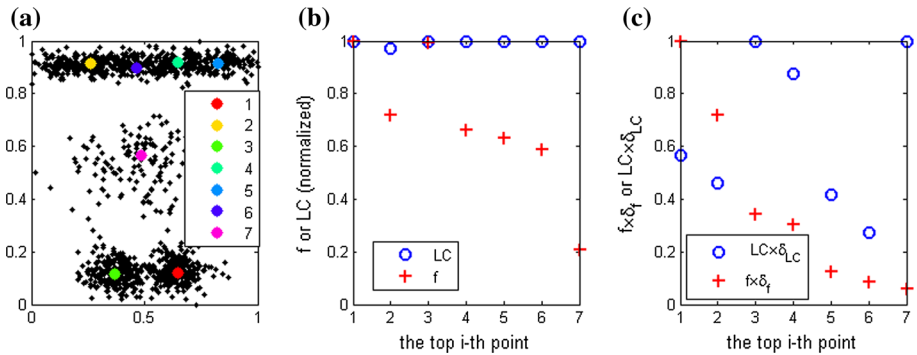 (a)
1
0.8
0.6
0.4
0.2
0
0 0.5 1
1
2
3
4
5
6
7
(b)
f or LC (normalized)
1
0.8
0.6
0.4
0.2
0
LC
f
1 2 3 4 5 6 7
the top i-th point
(c)
f×δf or LC×δLC
1
0.8
0.6
0.4
0.2
0
LC×δLC
f×δf
1 2 3 4 5 6 7
the top i-th point